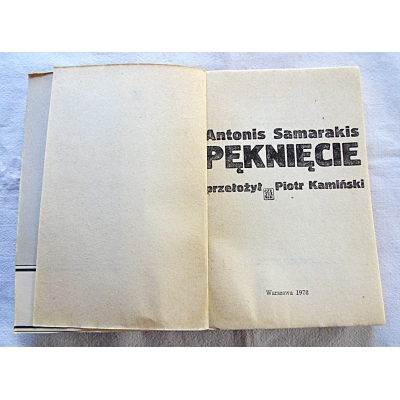 Antonis Samarakis
PĘKNIĘCIE
przełożył Piotr Kamiński
Warszawa 1978